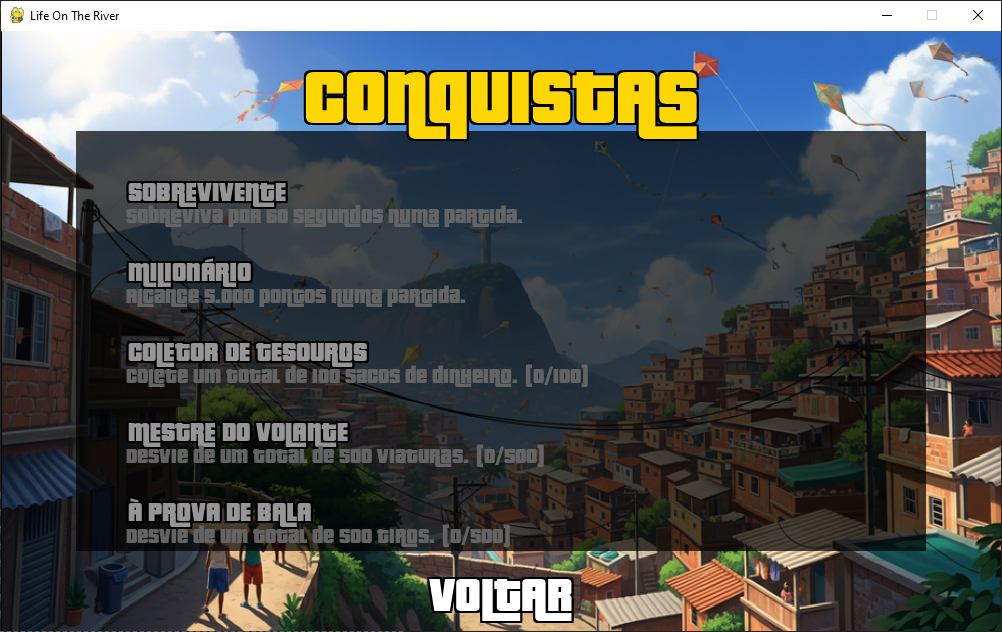 Life On The River
CONQUISTAS
SOBREVIVENTE
SOBREVIVA POR 60 SEGUNDOS NUMA PARTIDA.
MILIONÁRIO
ALCANCE 5.000 PONTOS NUMA PARTIDA.
COLETOR DE TESOUROS
COLETE UM TOTAL DE 100 SACOS DE DINHEIRO. [0/100]
MESTRE DO VOLANTE
DESVIE DE UM TOTAL DE 500 VIATURAS. [0/500]
À PROVA DE BALA
DESVIE DE UM TOTAL DE 500 TIROS. [0/500]
VOLTAR